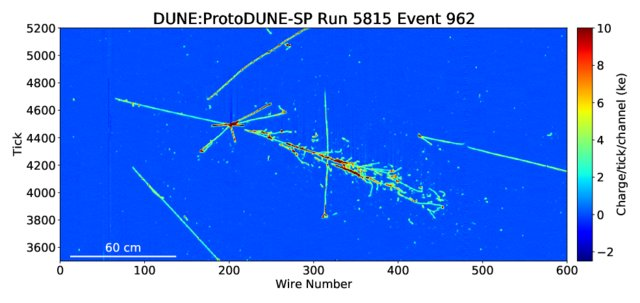 DUNE:ProtoDUNE-SP Run 5815 Event 962
5200
5000
4800
4600
4400
4200
4000
3800
3600
Tick
60 cm
0 100 200 300 400 500 600
Wire Number
10
8
6
4
2
0
−2
Charge/tick/channel (ke)